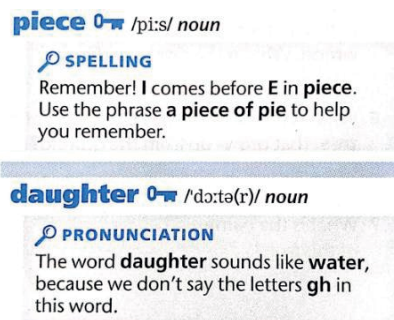 piece /piːs/ noun
SPELLING
Remember! I comes before E in piece.
Use the phrase a piece of pie to help
you remember.
daughter /ˈdɔːtə(r)/ noun
PRONUNCIATION
The word daughter sounds like water,
because we don't say the letters gh in
this word.